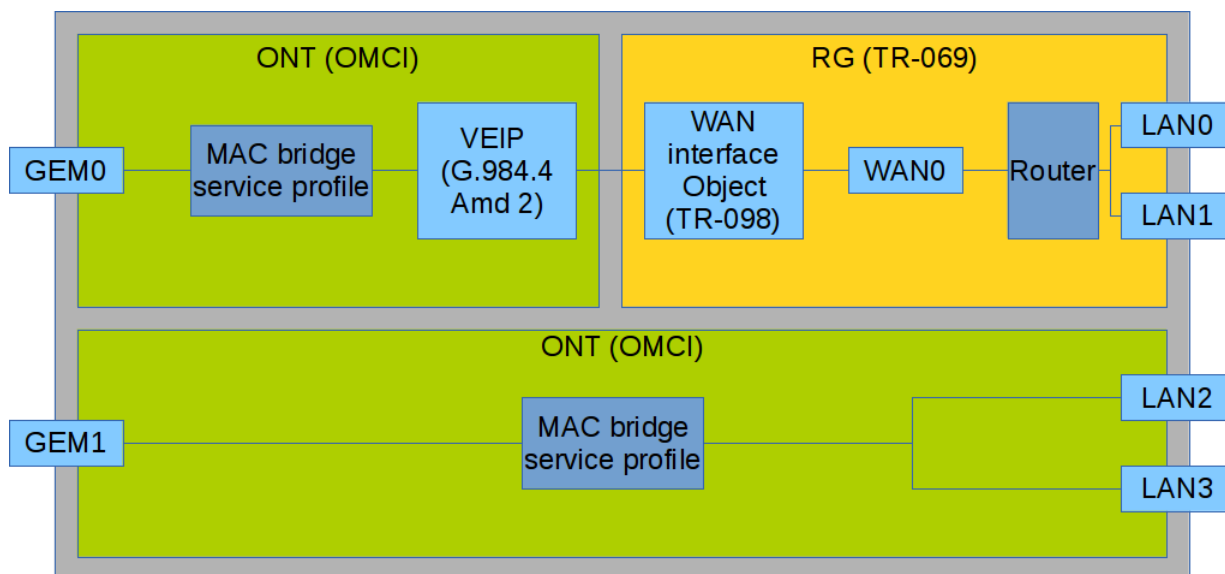 ONT (OMCI)
RG (TR-069)
GEM0
MAC bridge
service profile
VEIP
(G.984.4
Amd 2)
WAN
interface
Object
(TR-098)
WAN0
Router
LAN0
LAN1
ONT (OMCI)
GEM1
MAC bridge
service profile
LAN2
LAN3